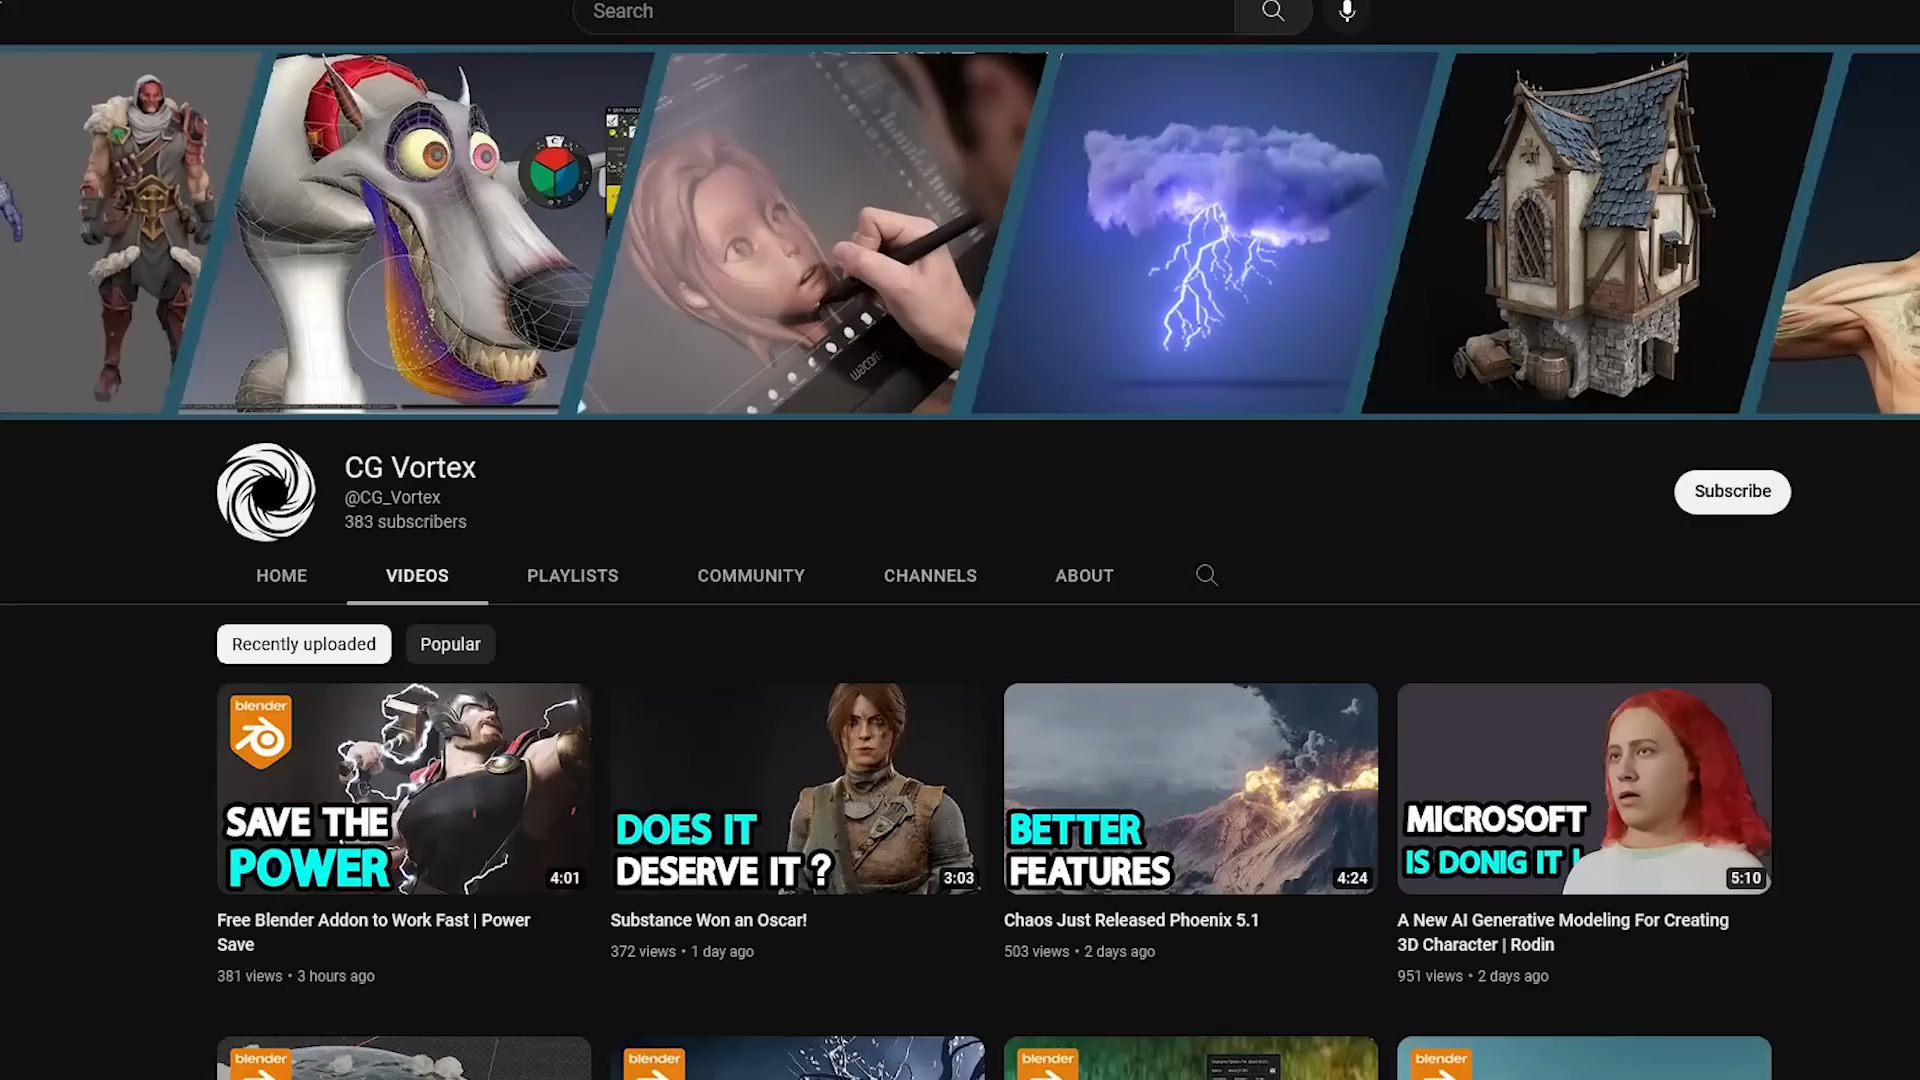 Search
wacom
CG Vortex
@CG_Vortex
383 subscribers
Subscribe
HOME
VIDEOS
PLAYLISTS
COMMUNITY
CHANNELS
ABOUT
Recently uploaded
Popular
blender
SAVE THE
POWER
4:01
DOES IT
DESERVE IT ?
3:03
BETTER
FEATURES
4:24
MICROSOFT
IS DONIG IT !
5:10
Free Blender Addon to Work Fast | Power
Save
381 views • 3 hours ago
Substance Won an Oscar!
372 views • 1 day ago
Chaos Just Released Phoenix 5.1
503 views • 2 days ago
A New AI Generative Modeling For Creating
3D Character | Rodin
951 views • 2 days ago
blender
blender
blender
blender